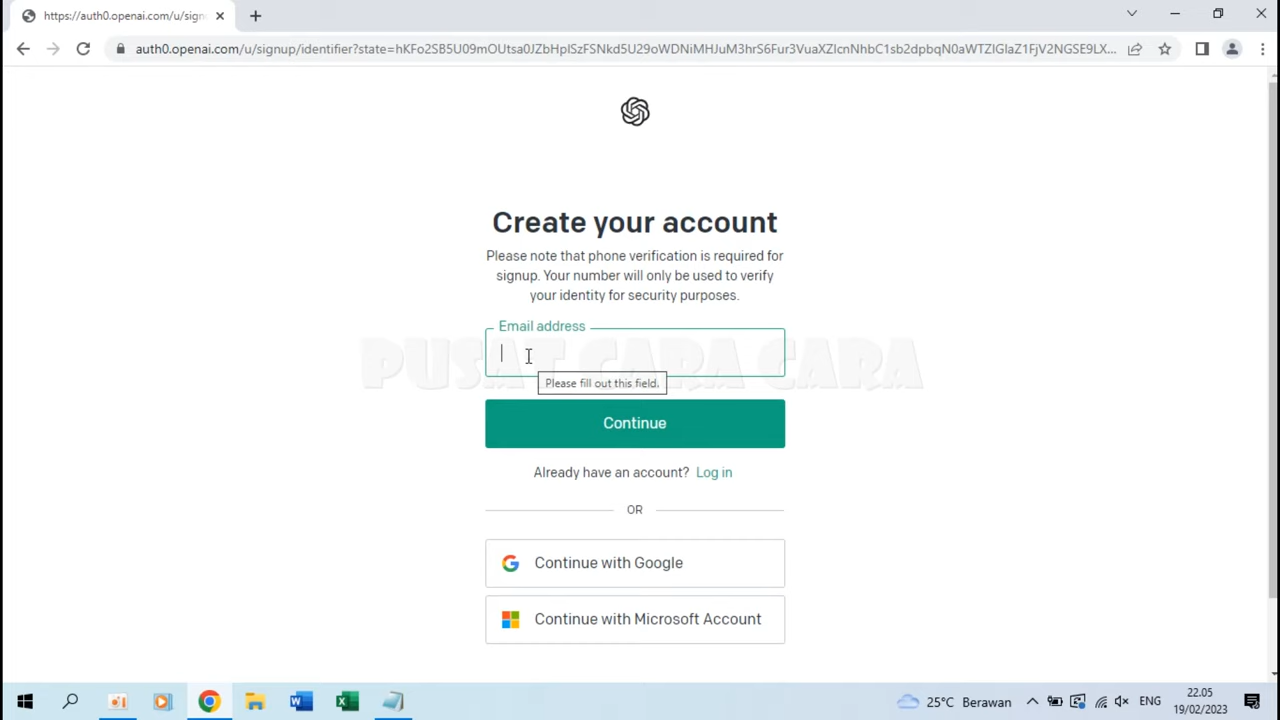 https://auth0.openai.com/u/sign
auth0.openai.com/u/signup/identifier?state=hKFo2SB5U09mOUtsa0JZbHplSzFSNkd5U29oWDNiMHJuM3hrS6Fur3VuaXZlcnNhbC1sb2dpbqN0aWTZIGlaZ1FjV2NGSE9LX...
Create your account
Please note that phone verification is required for
signup. Your number will only be used to verify
your identity for security purposes.
Email address
PUSAT CARA CARA
Please fill out this field.
Continue
Already have an account? Log in
OR
Continue with Google
Continue with Microsoft Account
25°C Berawan
ENG
22.05
19/02/2023